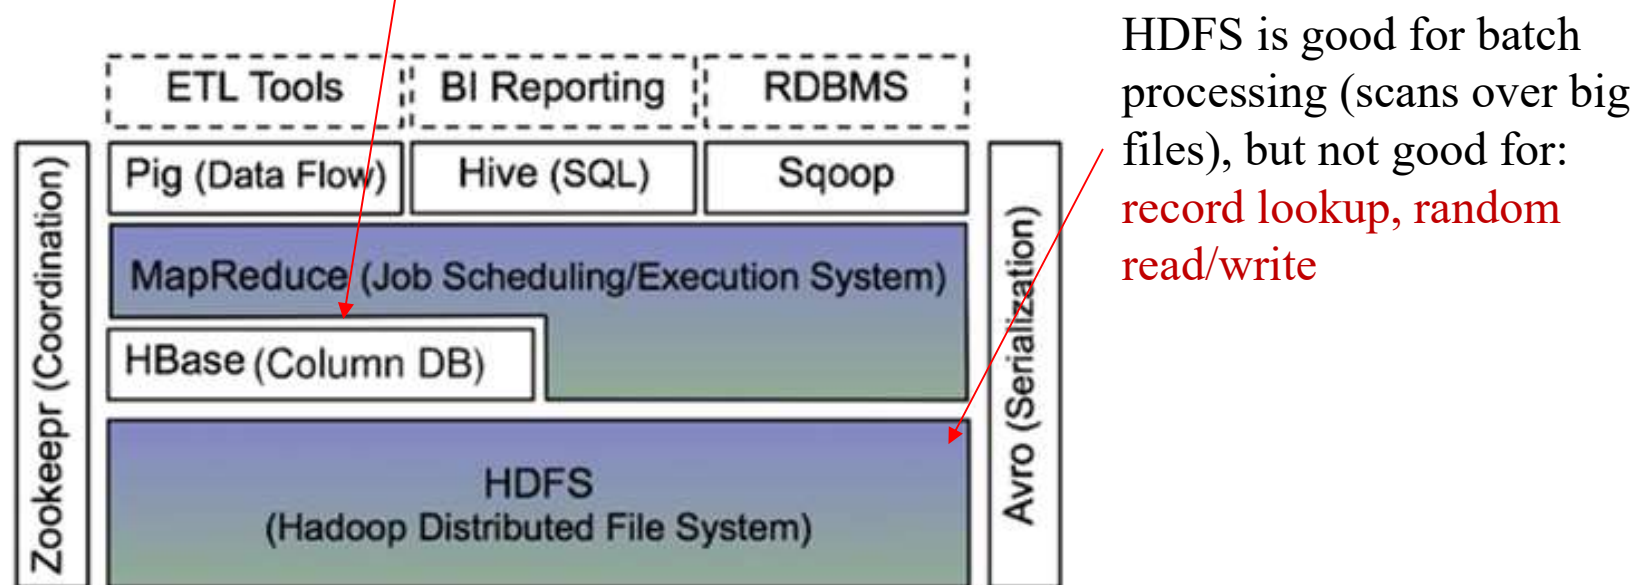 HDFS is good for batch
processing (scans over big
files), but not good for:
record lookup, random
read/write
ETL Tools
BI Reporting
RDBMS
Pig (Data Flow)
Hive (SQL)
Sqoop
MapReduce (Job Scheduling/Execution System)
HBase (Column DB)
HDFS
(Hadoop Distributed File System)
Zookeepr (Coordination)
Avro (Serialization)